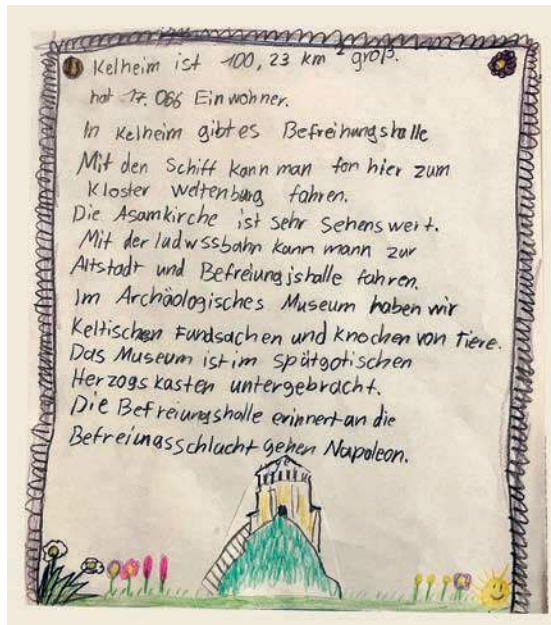 Kelheim ist 100,23 km² groß.
hat 17.066 Einwohner.
In Kelheim gibt es Befreihungshalle
Mit den Schiff kann man fon hier zum
Kloster weltenburg fahren.
Die Asamkirche ist sehr sehenswert.
Mit der ludwssbahn kann mann zur
Altstadt und Befreiungshalle fahren.
Im Archäologisches Museum haben wir
Keltischen Fundsachen und Knochen von Tiere.
Das Museum ist im spätgotischen
Herzogskasten untergebracht.
Die Befreiungshalle erinnert an die
Befreiungsschlacht gehen Napoleon.